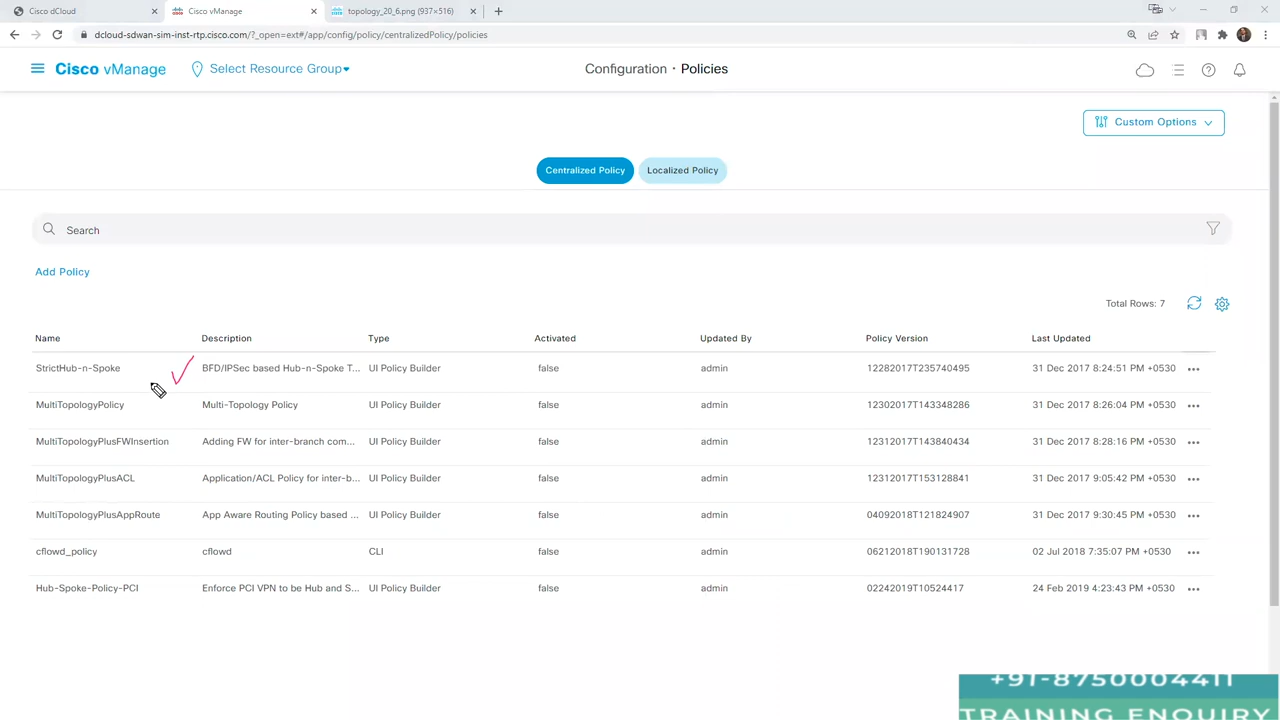 Cisco dCloud
Cisco vManage
topology_20_6.png (937×516)
dcloud-sdwan-sim-inst-rtp.cisco.com/?_open=ext#/app/config/policy/centralizedPolicy/policies
Cisco vManage
Select Resource Group
Configuration · Policies
Custom Options
Centralized Policy
Localized Policy
Search
Add Policy
Total Rows: 7
Name Description Type Activated Updated By Policy Version Last Updated
StrictHub-n-Spoke BFD/IPSec based Hub-n-Spoke T... UI Policy Builder false admin 12282017T235740495 31 Dec 2017 8:24:51 PM +0530
MultiTopologyPolicy Multi-Topology Policy UI Policy Builder false admin 12302017T143348286 31 Dec 2017 8:26:04 PM +0530
MultiTopologyPlusFWInsertion Adding FW for inter-branch com... UI Policy Builder false admin 12312017T143840434 31 Dec 2017 8:28:16 PM +0530
MultiTopologyPlusACL Application/ACL Policy for inter-b... UI Policy Builder false admin 12312017T153128841 31 Dec 2017 9:05:42 PM +0530
MultiTopologyPlusAppRoute App Aware Routing Policy based ... UI Policy Builder false admin 04092018T121824907 31 Dec 2017 9:30:45 PM +0530
cflowd_policy cflowd CLI false admin 06212018T190131728 02 Jul 2018 7:35:07 PM +0530
Hub-Spoke-Policy-PCI Enforce PCI VPN to be Hub and S... UI Policy Builder false admin 02242019T10524417 24 Feb 2019 4:23:43 PM +0530
+91-8750004411
TRAINING ENQUIRY